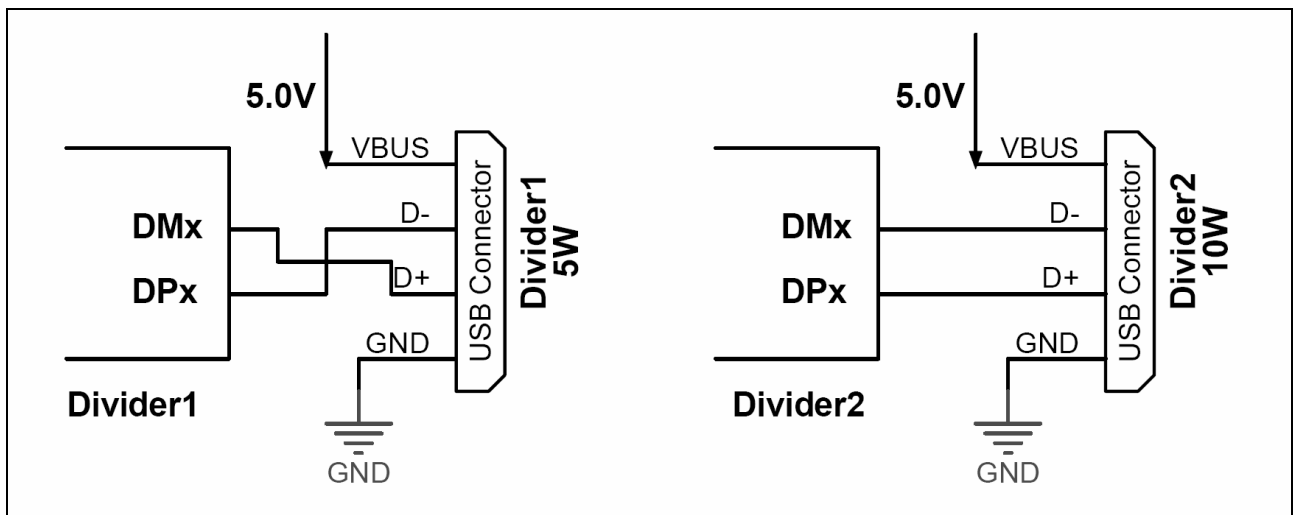 5.0V
VBUS
D-
D+
GND
DMx
DPx
USB Connector
Divider1
5W
Divider1
GND
5.0V
VBUS
D-
D+
GND
DMx
DPx
USB Connector
Divider2
10W
Divider2
GND